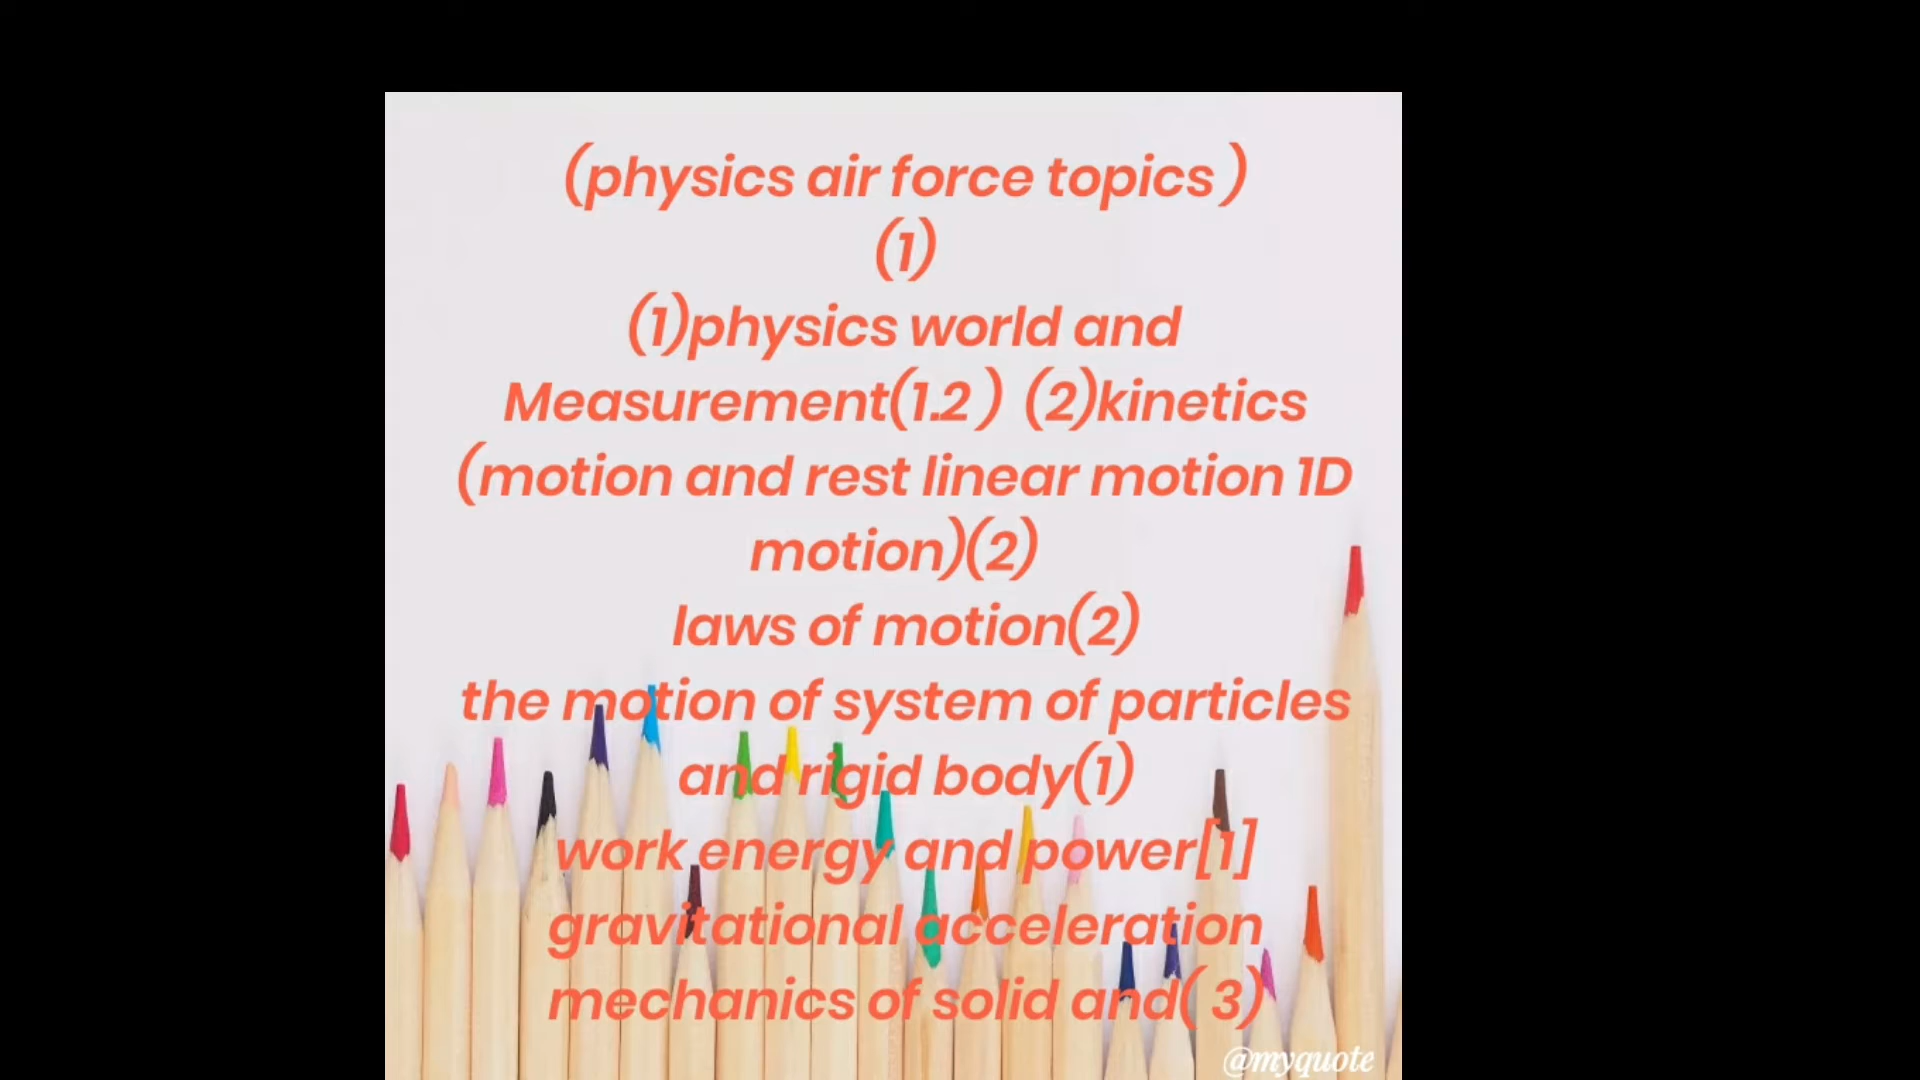 (physics air force topics )
(1)
(1)physics world and
Measurement(1.2 ) (2)kinetics
(motion and rest linear motion 1D
motion)(2)
laws of motion(2)
the motion of system of particles
and rigid body(1)
work energy and power[1]
gravitational acceleration
mechanics of solid and( 3)
@myquote